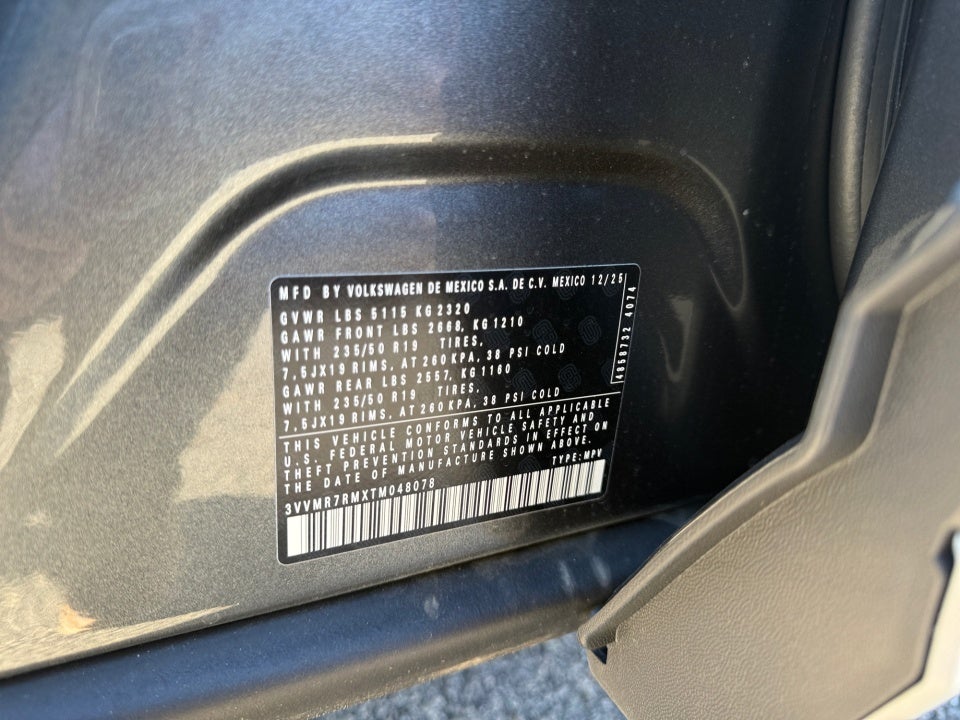 MFD BY VOLKSWAGEN DE MEXICO S.A. DE C.V. MEXICO 12/25
GVWR LBS 5115 KG 2320
GAWR FRONT LBS 2668, KG 1210
WITH 235/50 R19 TIRES,
7,5JX19 RIMS, AT 260 KPA, 38 PSI COLD
GAWR REAR LBS 2557, KG 1160
WITH 235/50 R19 TIRES,
7,5JX19 RIMS, AT 260 KPA, 38 PSI COLD
4858732 4074
THIS VEHICLE CONFORMS TO ALL APPLICABLE
U.S. FEDERAL MOTOR VEHICLE SAFETY AND
THEFT PREVENTION STANDARDS IN EFFECT ON
THE DATE OF MANUFACTURE SHOWN ABOVE.
3VVMR7RMXTM048078 TYPE: MPV